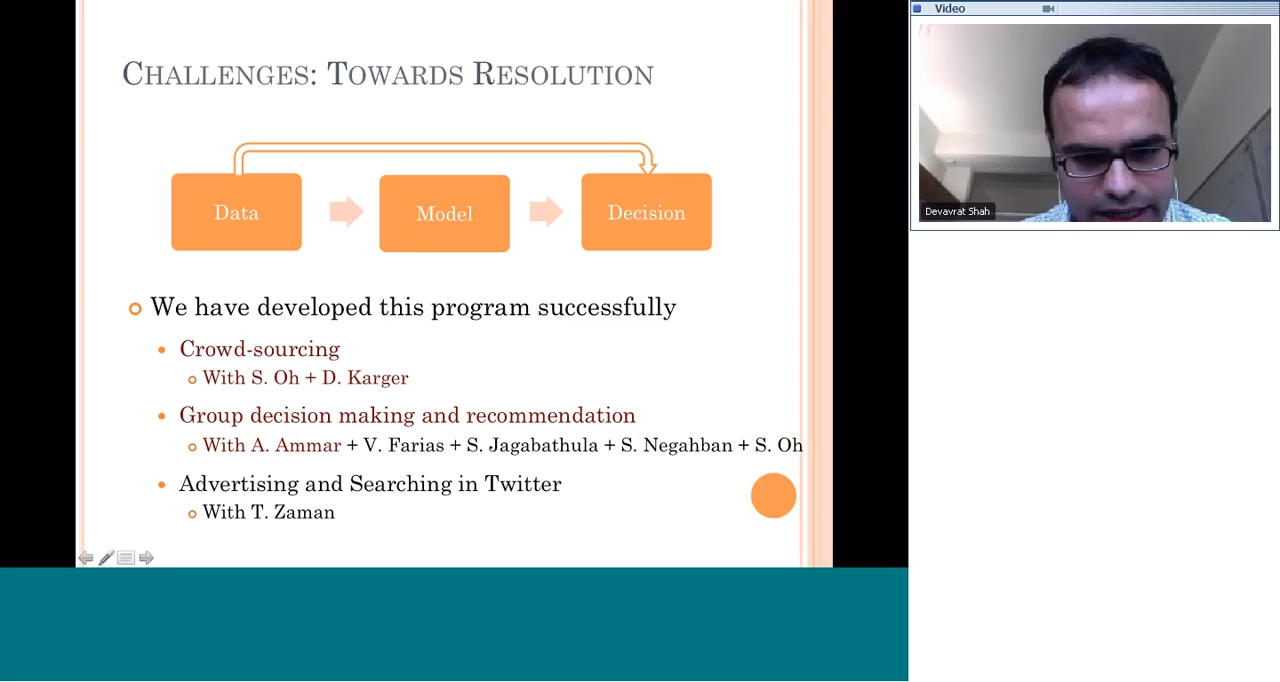 CHALLENGES: TOWARDS RESOLUTION
Data
Model
Decision
We have developed this program successfully
Crowd-sourcing
With S. Oh + D. Karger
Group decision making and recommendation
With A. Ammar + V. Farias + S. Jagabathula + S. Negahban + S. Oh
Advertising and Searching in Twitter
With T. Zaman
Video
Devavrat Shah